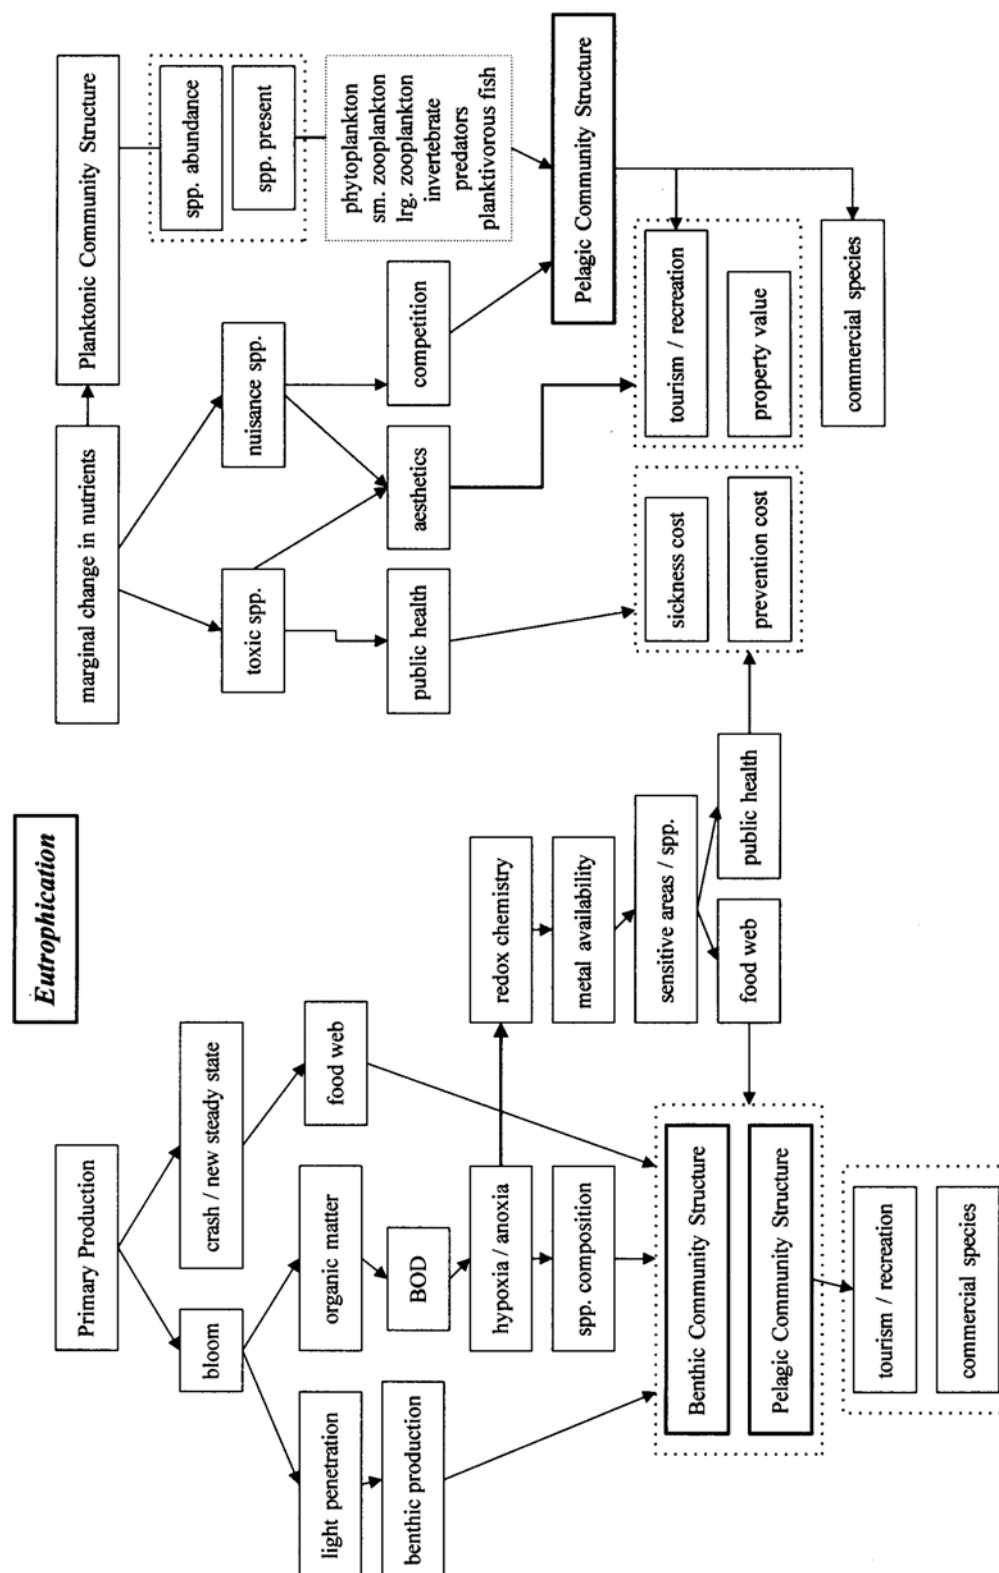 Eutrophication
Primary Production
bloom
crash / new steady state
light penetration
organic matter
food web
benthic production
BOD
hypoxia / anoxia
redox chemistry
spp. composition
metal availability
sensitive areas / spp.
food web
public health
Benthic Community Structure
Pelagic Community Structure
tourism / recreation
commercial species
marginal change in nutrients
Planktonic Community Structure
spp. abundance
spp. present
toxic spp.
nuisance spp.
phytoplankton
sm. zooplankton
lrg. zooplankton
invertebrate
predators
planktivorous fish
public health
aesthetics
competition
Pelagic Community Structure
sickness cost
prevention cost
tourism / recreation
property value
commercial species